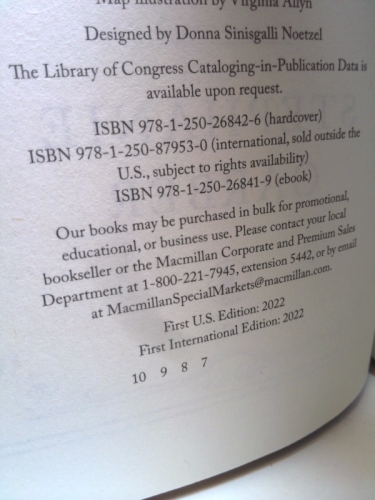 Map illustration by Virginia Allyn
Designed by Donna Sinisgalli Noetzel
The Library of Congress Cataloging-in-Publication Data is
available upon request.
ISBN 978-1-250-26842-6 (hardcover)
ISBN 978-1-250-87953-0 (international, sold outside the
U.S., subject to rights availability)
ISBN 978-1-250-26841-9 (ebook)
Our books may be purchased in bulk for promotional,
educational, or business use. Please contact your local
bookseller or the Macmillan Corporate and Premium Sales
Department at 1-800-221-7945, extension 5442, or by email
at MacmillanSpecialMarkets@macmillan.com.
First U.S. Edition: 2022
First International Edition: 2022
10 9 8 7